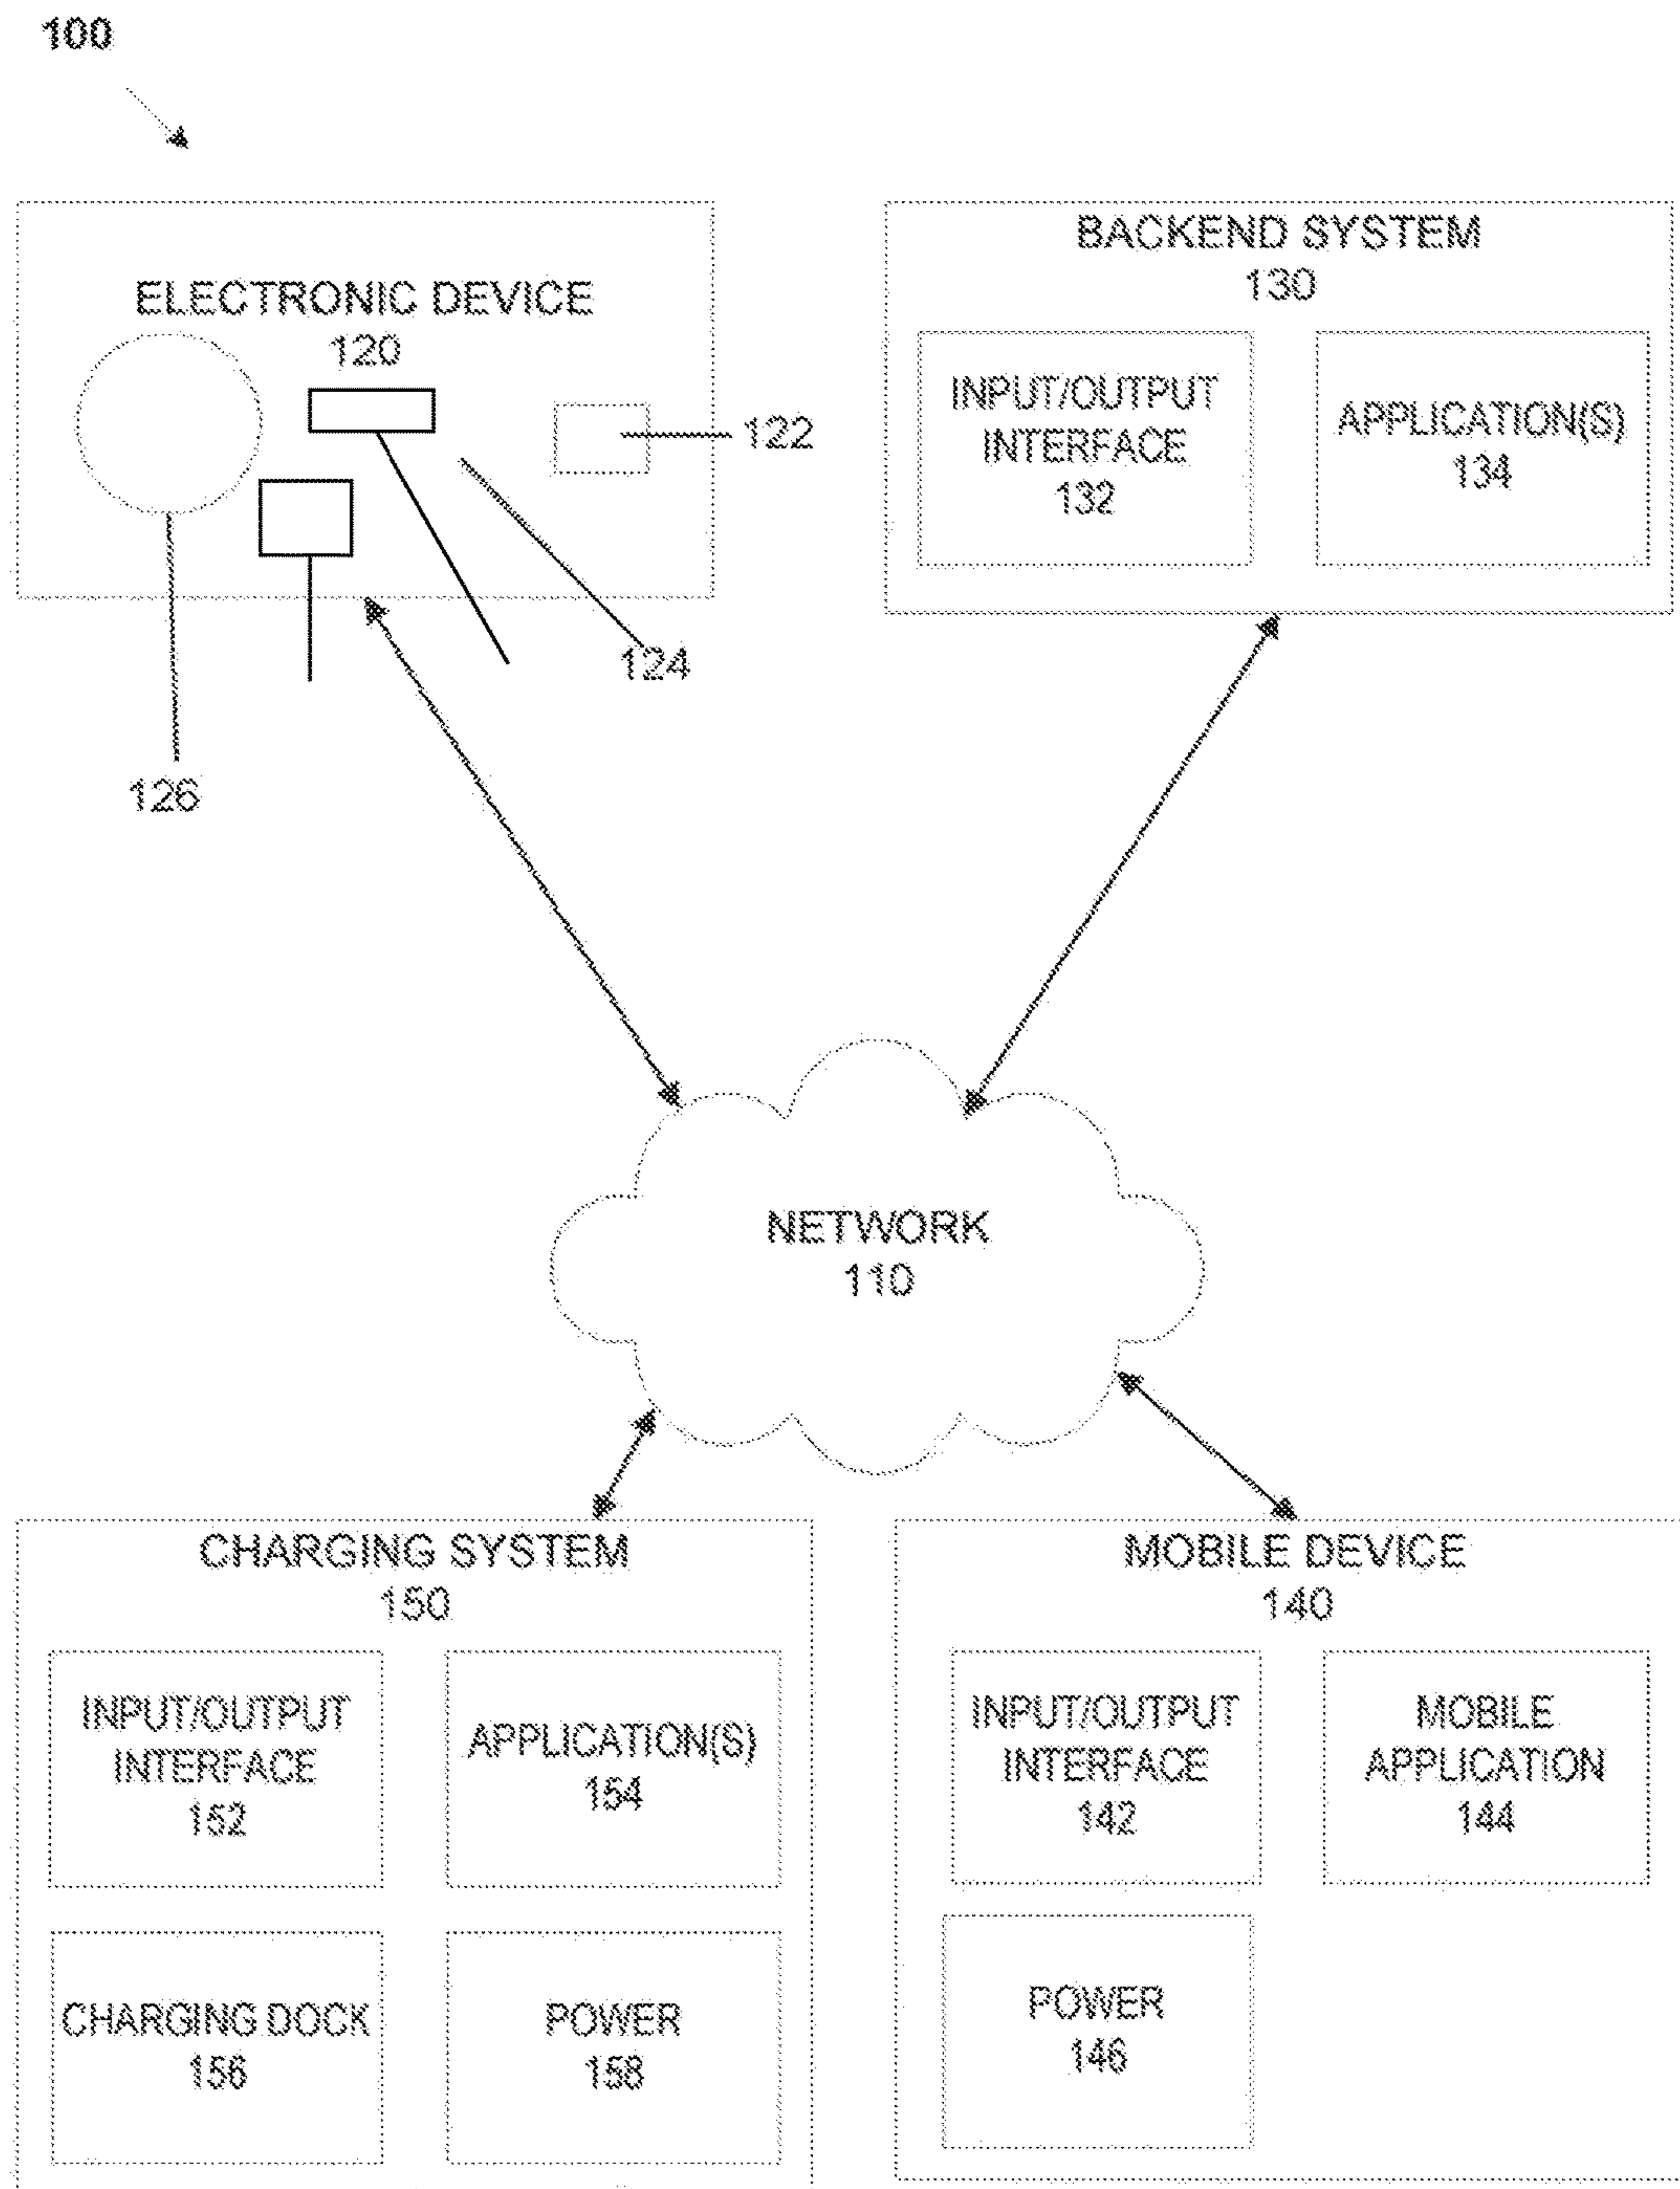 100
ELECTRONIC DEVICE
120
122
124
126
BACKEND SYSTEM
130
INPUT/OUTPUT
INTERFACE
132
APPLICATION(S)
134
NETWORK
110
CHARGING SYSTEM
150
INPUT/OUTPUT
INTERFACE
152
APPLICATION(S)
154
CHARGING DOCK
156
POWER
158
MOBILE DEVICE
140
INPUT/OUTPUT
INTERFACE
142
MOBILE
APPLICATION
144
POWER
146